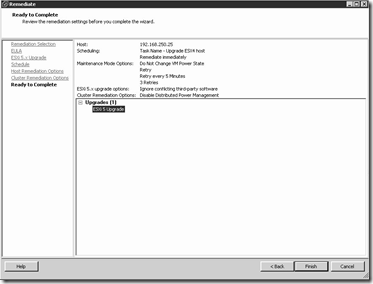 Remediate
Ready to Complete
Review the remediation settings before you complete the wizard.
Remediation Selection
EULA
ESXi 5.x Upgrade
Schedule
Host Remediation Options
Cluster Remediation Options
Ready to Complete
Host: 192.168.250.25
Scheduling: Task Name - Upgrade ESXi4 host
Remediate immediately
Maintenance Mode Options: Do Not Change VM Power State
Retry
Retry every 5 Minutes
3 Retries
ESXi 5.x upgrade options: Ignore conflicting third-party software
Cluster Remediation Options: Disable Distributed Power Management
Upgrades (1)
ESXi 5 Upgrade
Help
< Back
Finish
Cancel